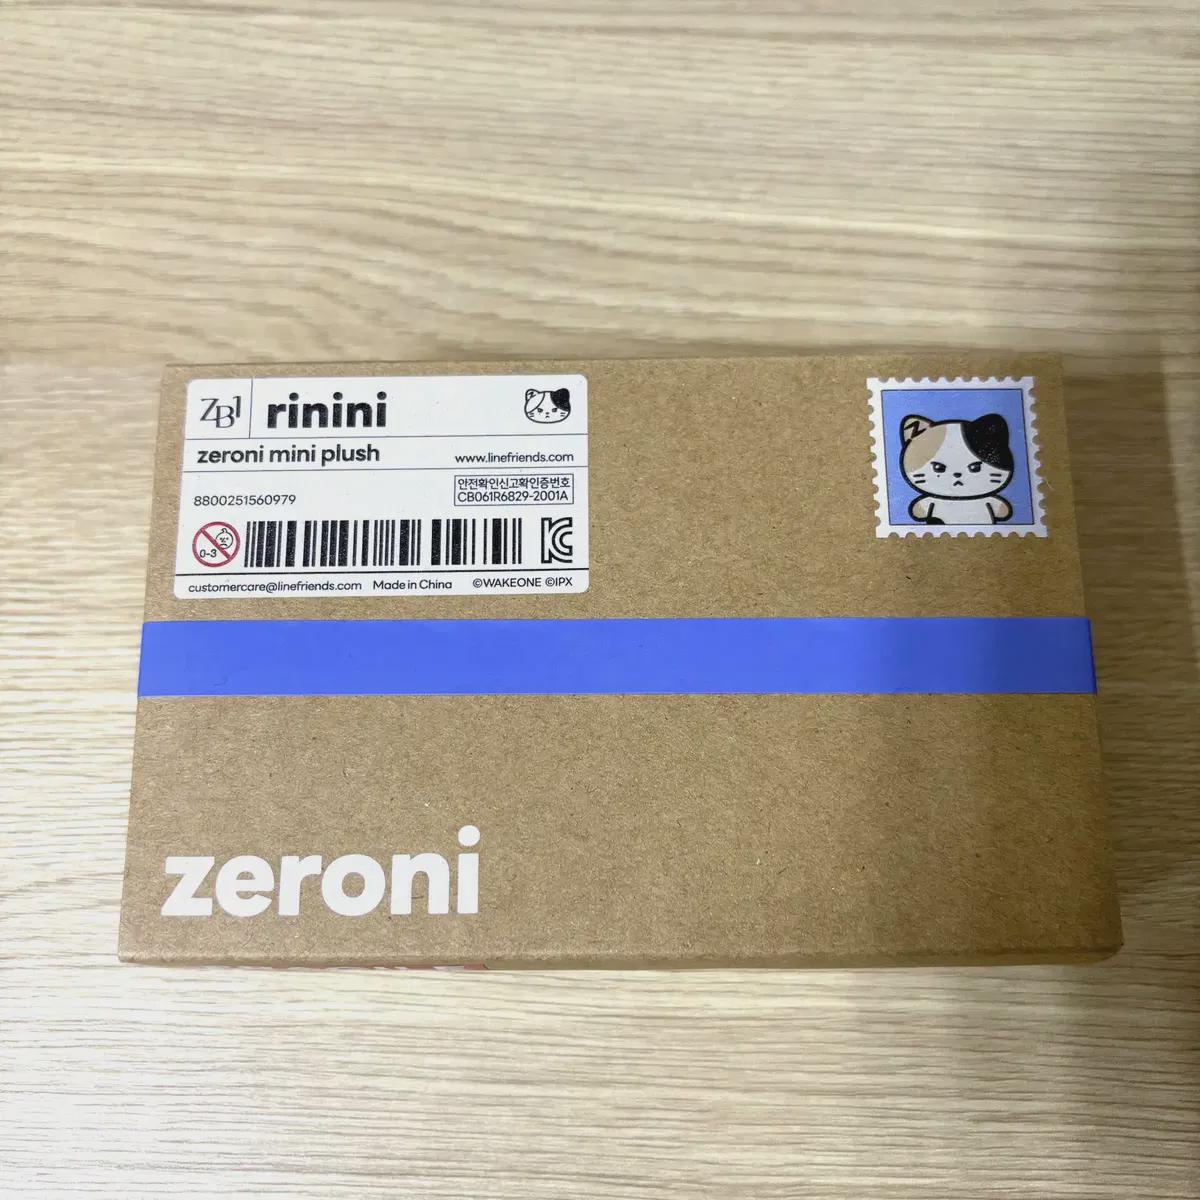 ZB1 rinini
zeroni mini plush
www.linefriends.com
8800251560979
안전확인신고확인증번호
CB061R6829-2001A
0-3
customercare@linefriends.com Made in China ©WAKEONE ©IPX
zeroni